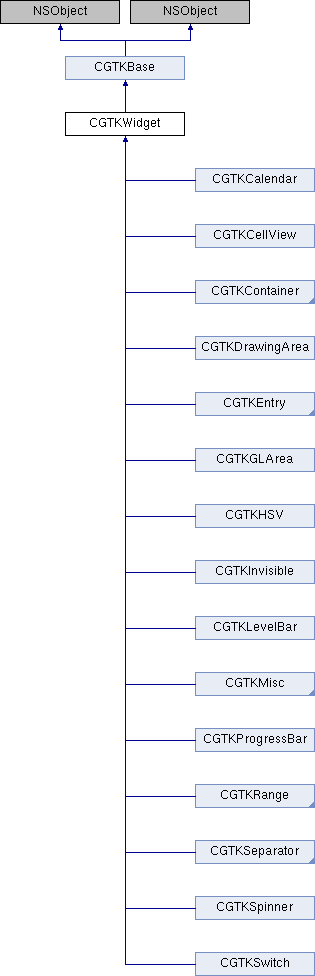 NSObject
NSObject
CGTKBase
CGTKWidget
CGTKCalendar
CGTKCellView
CGTKContainer
CGTKDrawingArea
CGTKEntry
CGTKGLArea
CGTKHSV
CGTKInvisible
CGTKLevelBar
CGTKMisc
CGTKProgressBar
CGTKRange
CGTKSeparator
CGTKSpinner
CGTKSwitch